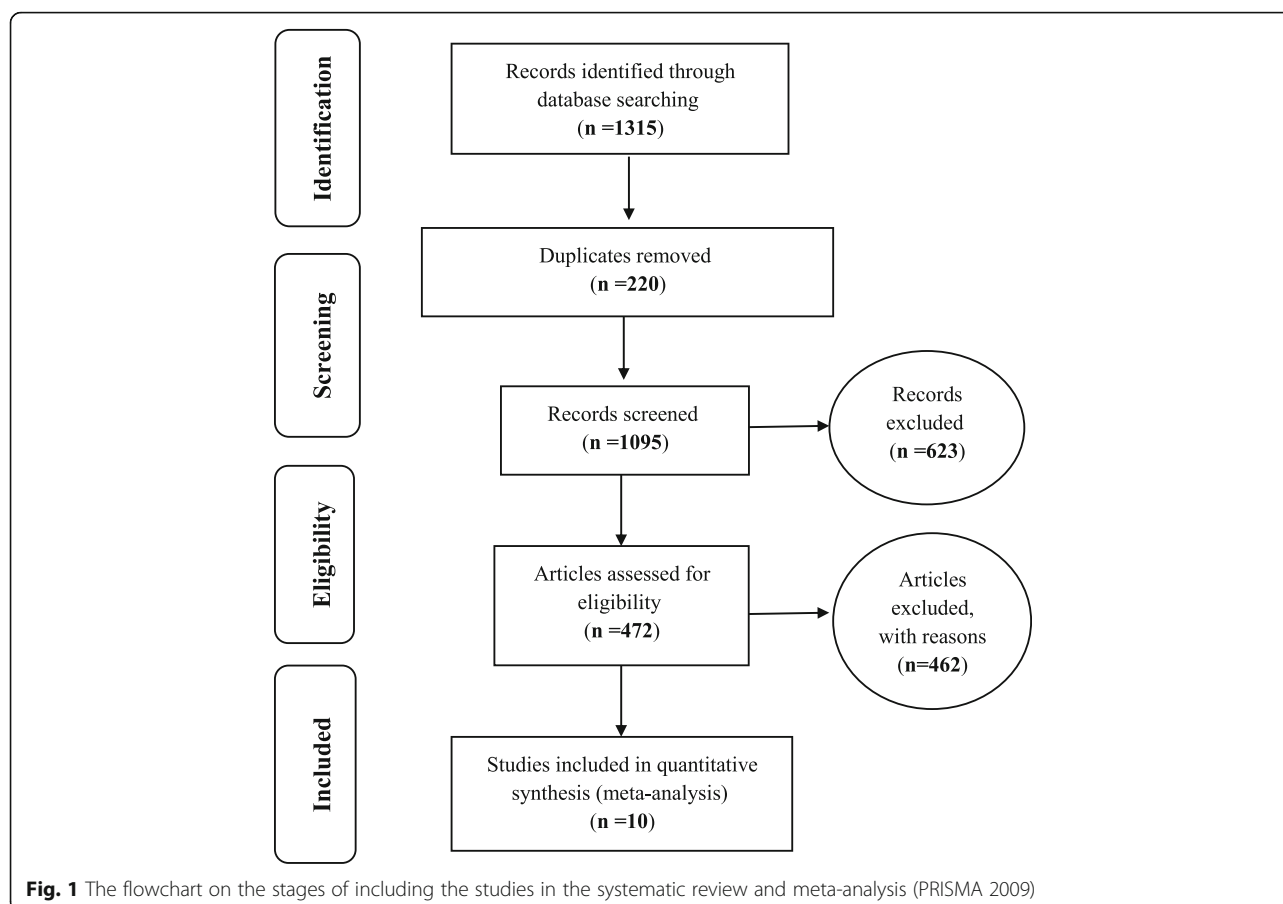 Identification
Records identified through
database searching
(n =1315)
Duplicates removed
(n =220)
Screening
Records screened
(n =1095)
Records
excluded
(n =623)
Eligibility
Articles assessed for
eligibility
(n =472)
Articles
excluded,
with reasons
(n=462)
Included
Studies included in quantitative
synthesis (meta-analysis)
(n =10)
Fig. 1 The flowchart on the stages of including the studies in the systematic review and meta-analysis (PRISMA 2009)